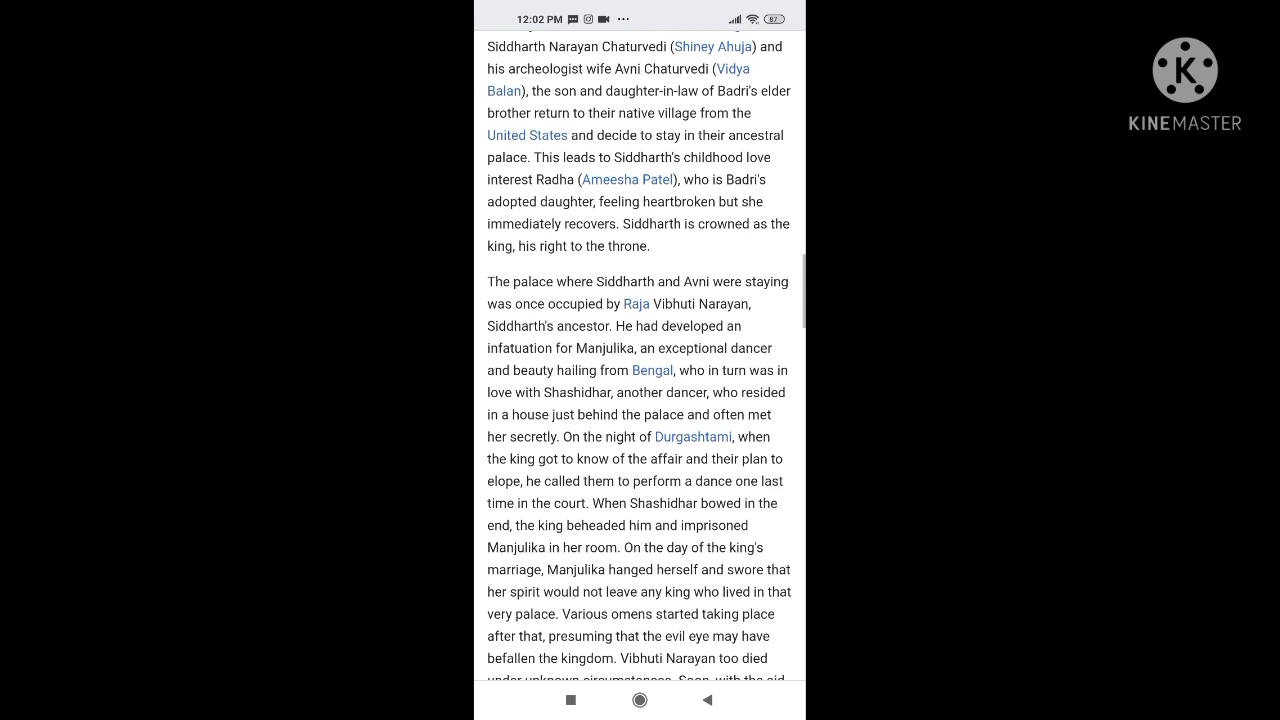 12:02 PM
87
Siddharth Narayan Chaturvedi (Shiney Ahuja) and
his archeologist wife Avni Chaturvedi (Vidya
Balan), the son and daughter-in-law of Badri's elder
brother return to their native village from the
United States and decide to stay in their ancestral
palace. This leads to Siddharth's childhood love
interest Radha (Ameesha Patel), who is Badri's
adopted daughter, feeling heartbroken but she
immediately recovers. Siddharth is crowned as the
king, his right to the throne.
The palace where Siddharth and Avni were staying
was once occupied by Raja Vibhuti Narayan,
Siddharth's ancestor. He had developed an
infatuation for Manjulika, an exceptional dancer
and beauty hailing from Bengal, who in turn was in
love with Shashidhar, another dancer, who resided
in a house just behind the palace and often met
her secretly. On the night of Durgashtami, when
the king got to know of the affair and their plan to
elope, he called them to perform a dance one last
time in the court. When Shashidhar bowed in the
end, the king beheaded him and imprisoned
Manjulika in her room. On the day of the king's
marriage, Manjulika hanged herself and swore that
her spirit would not leave any king who lived in that
very palace. Various omens started taking place
after that, presuming that the evil eye may have
befallen the kingdom. Vibhuti Narayan too died
under unknown circumstances. Soon, with the aid
K
KINEMASTER